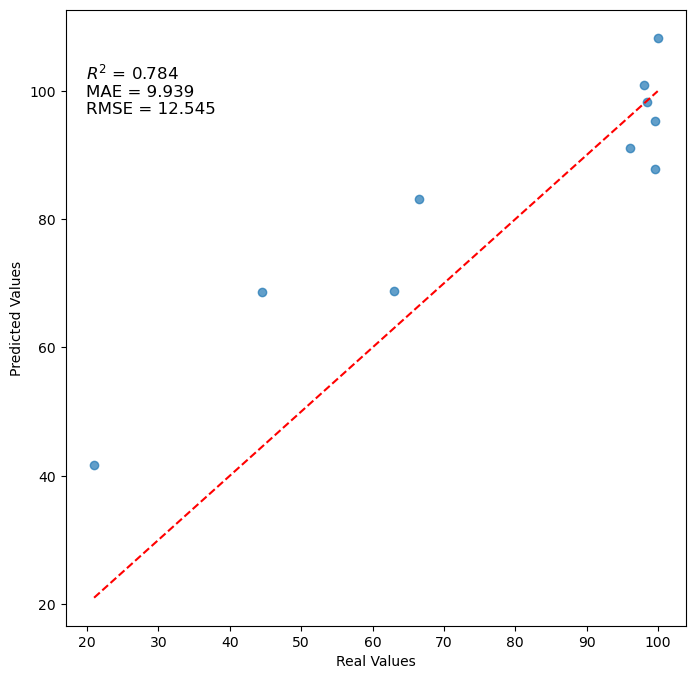 R² = 0.784
MAE = 9.939
RMSE = 12.545
100
80
60
40
20
Predicted Values
20 30 40 50 60 70 80 90 100
Real Values